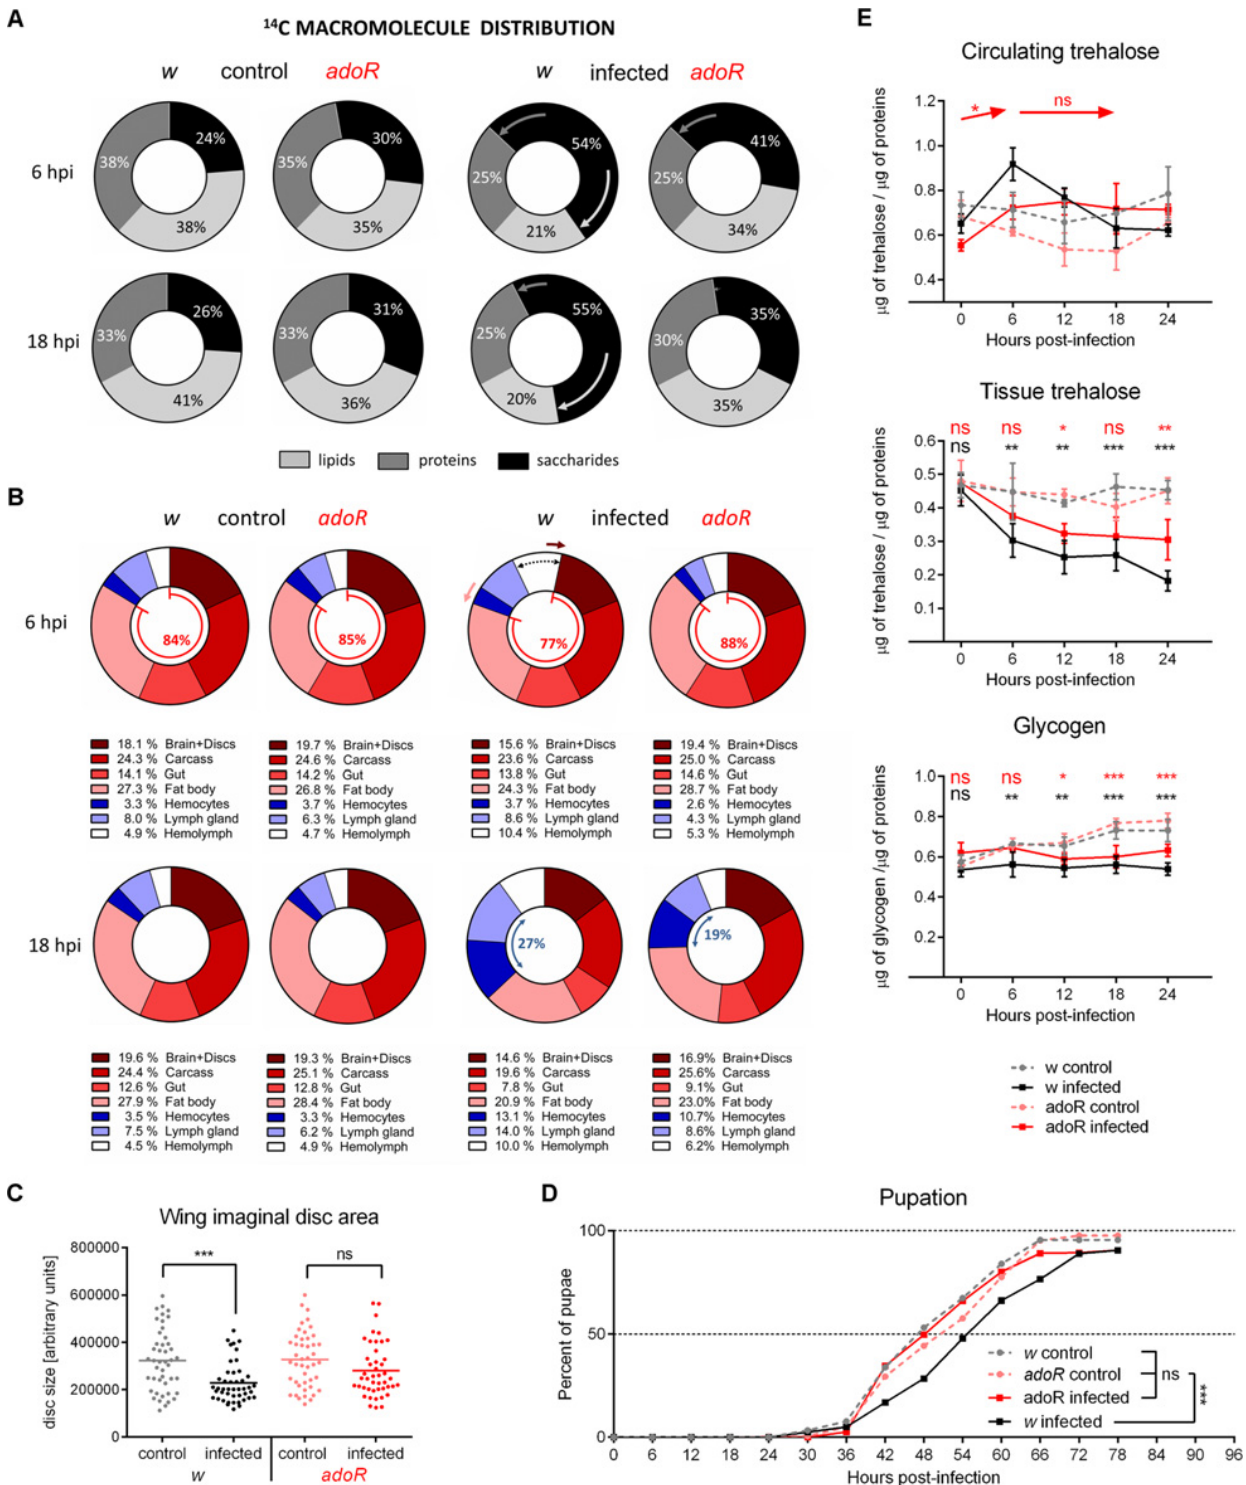 A
¹⁴C MACROMOLECULE DISTRIBUTION
w control adoR w infected adoR
6 hpi
24% 38% 38%
30% 35% 35%
54% 21% 25%
41% 34% 25%
18 hpi
26% 41% 33%
31% 36% 33%
55% 20% 25%
35% 35% 30%
lipids proteins saccharides
B
w control adoR w infected adoR
6 hpi
84% 85% 77% 88%
18.1 % Brain+Discs
24.3 % Carcass
14.1 % Gut
27.3 % Fat body
3.3 % Hemocytes
8.0 % Lymph gland
4.9 % Hemolymph
19.7 % Brain+Discs
24.6 % Carcass
14.2 % Gut
26.8 % Fat body
3.7 % Hemocytes
6.3 % Lymph gland
4.7 % Hemolymph
15.6 % Brain+Discs
23.6 % Carcass
13.8 % Gut
24.3 % Fat body
3.7 % Hemocytes
8.6 % Lymph gland
10.4 % Hemolymph
19.4 % Brain+Discs
25.0 % Carcass
14.6 % Gut
28.7 % Fat body
2.6 % Hemocytes
4.3 % Lymph gland
5.3 % Hemolymph
18 hpi
27% 19%
19.6 % Brain+Discs
24.4 % Carcass
12.6 % Gut
27.9 % Fat body
3.5 % Hemocytes
7.5 % Lymph gland
4.5 % Hemolymph
19.3 % Brain+Discs
25.1 % Carcass
12.8 % Gut
28.4 % Fat body
3.3 % Hemocytes
6.2 % Lymph gland
4.9 % Hemolymph
14.6 % Brain+Discs
19.6 % Carcass
7.8 % Gut
20.9 % Fat body
13.1 % Hemocytes
14.0 % Lymph gland
10.0 % Hemolymph
16.9% Brain+Discs
25.6% Carcass
9.1% Gut
23.0% Fat body
10.7% Hemocytes
8.6% Lymph gland
6.2% Hemolymph
C
Wing imaginal disc area
disc size [arbitrary units]
800000
600000
400000
200000
0
*** ns
control infected control infected
w adoR
D
Pupation
Percent of pupae
100
50
0
0 6 12 18 24 30 36 42 48 54 60 66 72 78 84 90 96
Hours post-infection
w control
adoR control
adoR infected
w infected
ns
***
E
Circulating trehalose
µg of trehalose / µg of proteins
* ns
1.2
1.0
0.8
0.6
0.4
0 6 12 18 24
Hours post-infection
Tissue trehalose
µg of trehalose / µg of proteins
ns ns * ns **
ns ** ** *** ***
0.6
0.5
0.4
0.3
0.2
0.1
0 6 12 18 24
Hours post-infection
Glycogen
µg of glycogen /µg of proteins
ns ns * *** ***
ns ** ** *** ***
1.0
0.8
0.6
0.4
0.2
0 6 12 18 24
Hours post-infection
w control
w infected
adoR control
adoR infected